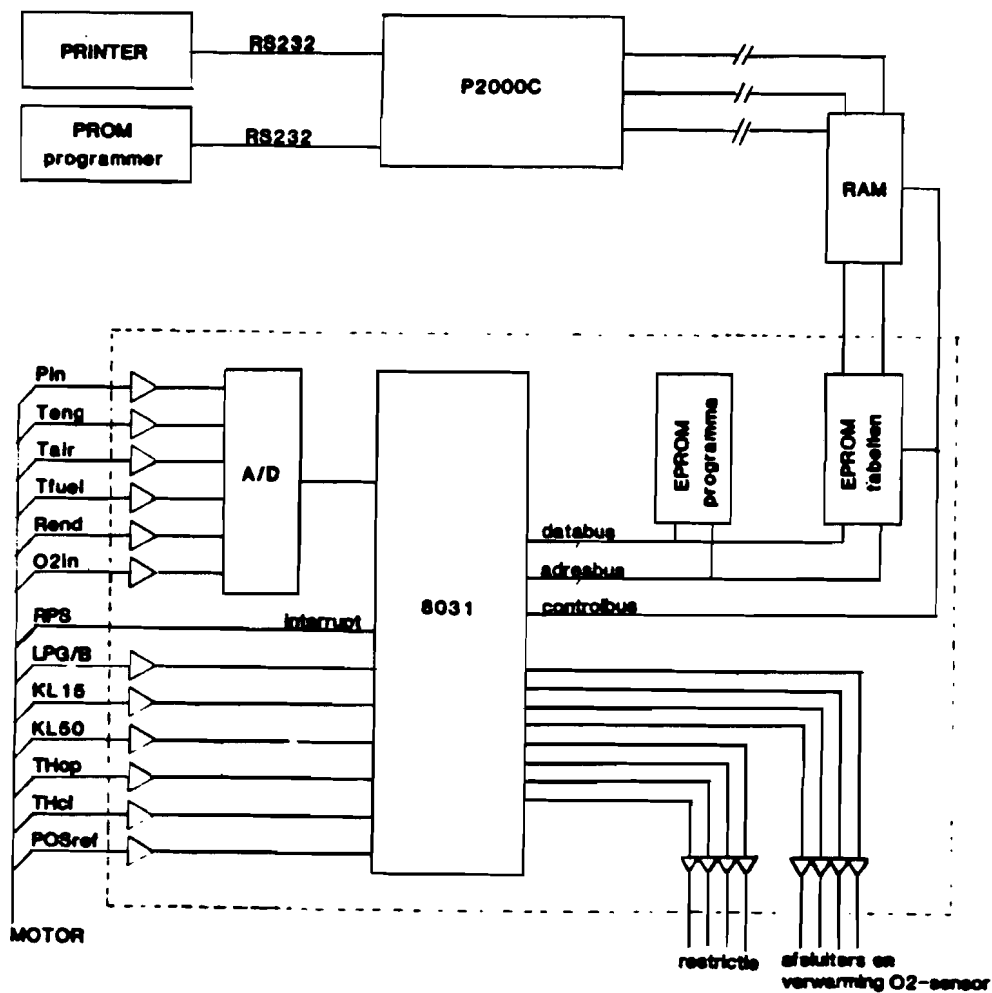 PRINTER
RS232
P2000C
PROM
programmer
RS232
RAM
Pin
Teng
Tair
Tfuel
Rend
O2in
A/D
8031
EPROM
programma
EPROM
tabellen
databus
adresbus
controlbus
RPS
interrupt
LPG/B
KL15
KL50
THop
THcl
POSref
MOTOR
restrictie
afsluiters en
verwarming O2-sensor